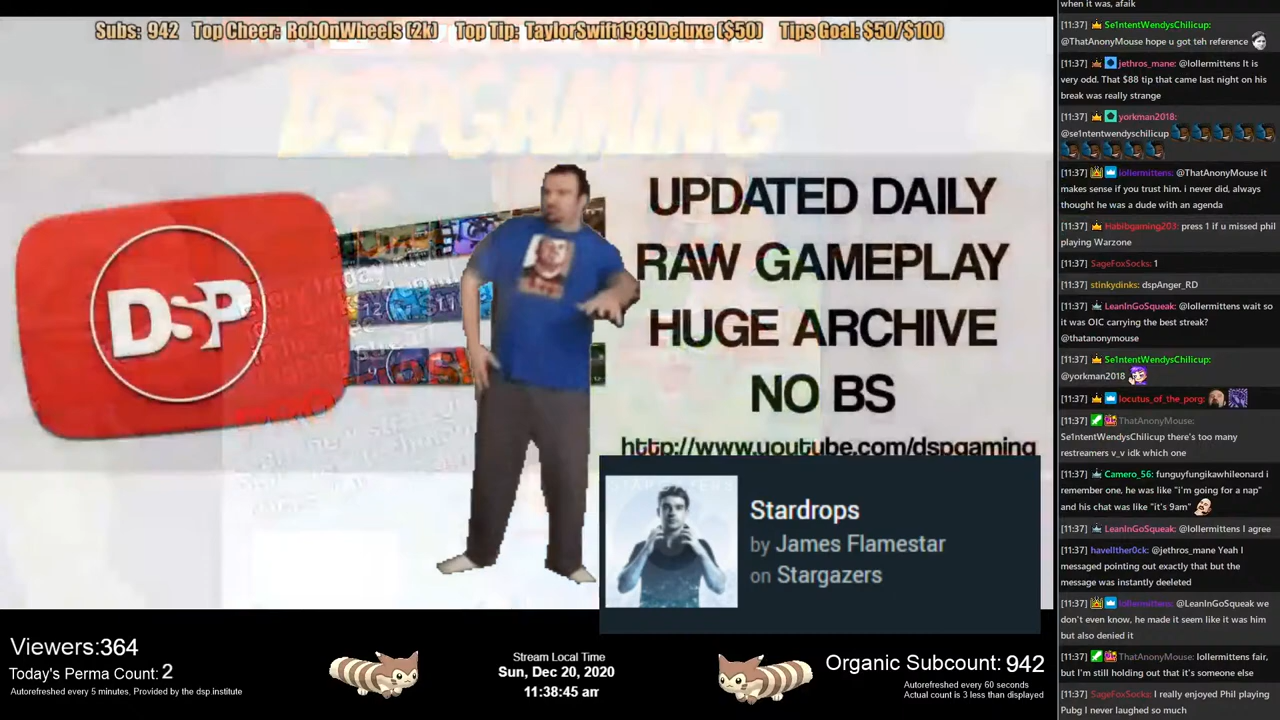 Subs: 942 Top Cheer: RobOnWheels (2k) Top Tip: TaylorSwift1989Deluxe ($50) Tips Goal: $50/$100
DSP
UPDATED DAILY
RAW GAMEPLAY
HUGE ARCHIVE
NO BS
http://www.youtube.com/dspgaming
Stardrops
by James Flamestar
on Stargazers
Viewers:364
Today's Perma Count: 2
Autorefreshed every 5 minutes, Provided by the dsp institute
Stream Local Time
Sun, Dec 20, 2020
11:38:45 am
Organic Subcount: 942
Autorefreshed every 60 seconds
Actual count is 3 less than displayed
when it was, afaik
[11:37] Se1ntentWendysChilicup:
@ThatAnonyMouse hope u got teh reference
[11:37] jethros_mane: @lollermittens It is
very odd. That $88 tip that came last night on his
break was really strange
[11:37] yorkman2018:
@se1ntentwendyschilicup
[11:37] lollermittens: @ThatAnonyMouse it
makes sense if you trust him. i never did, always
thought he was a dude with an agenda
[11:37] Habibgaming203: press 1 if u missed phil
playing Warzone
[11:37] SageFoxSocks: 1
[11:37] stinkydinks: dspAnger_RD
[11:37] LeanInGoSqueak: @lollermittens wait so
it was OIC carrying the best streak?
@thatanonymouse
[11:37] Se1ntentWendysChilicup:
@yorkman2018
[11:37] locutus_of_the_porg:
[11:37] ThatAnonyMouse:
Se1ntentWendysChilicup there's too many
restreamers v_v idk which one
[11:37] Camero_56: funguyfungikawhileonard i
remember one, he was like "i'm going for a nap"
and his chat was like "it's 9am"
[11:37] LeanInGoSqueak: @lollermittens I agree
[11:37] havellther0ck: @jethros_mane Yeah I
messaged pointing out exactly that but the
message was instantly deleeted
[11:37] lollermittens: @LeanInGoSqueak we
don't even know, he made it seem like it was him
but also denied it
[11:37] ThatAnonyMouse: lollermittens fair,
but I'm still holding out that it's someone else
[11:37] SageFoxSocks: I really enjoyed Phil playing
Pubg I never laughed so much